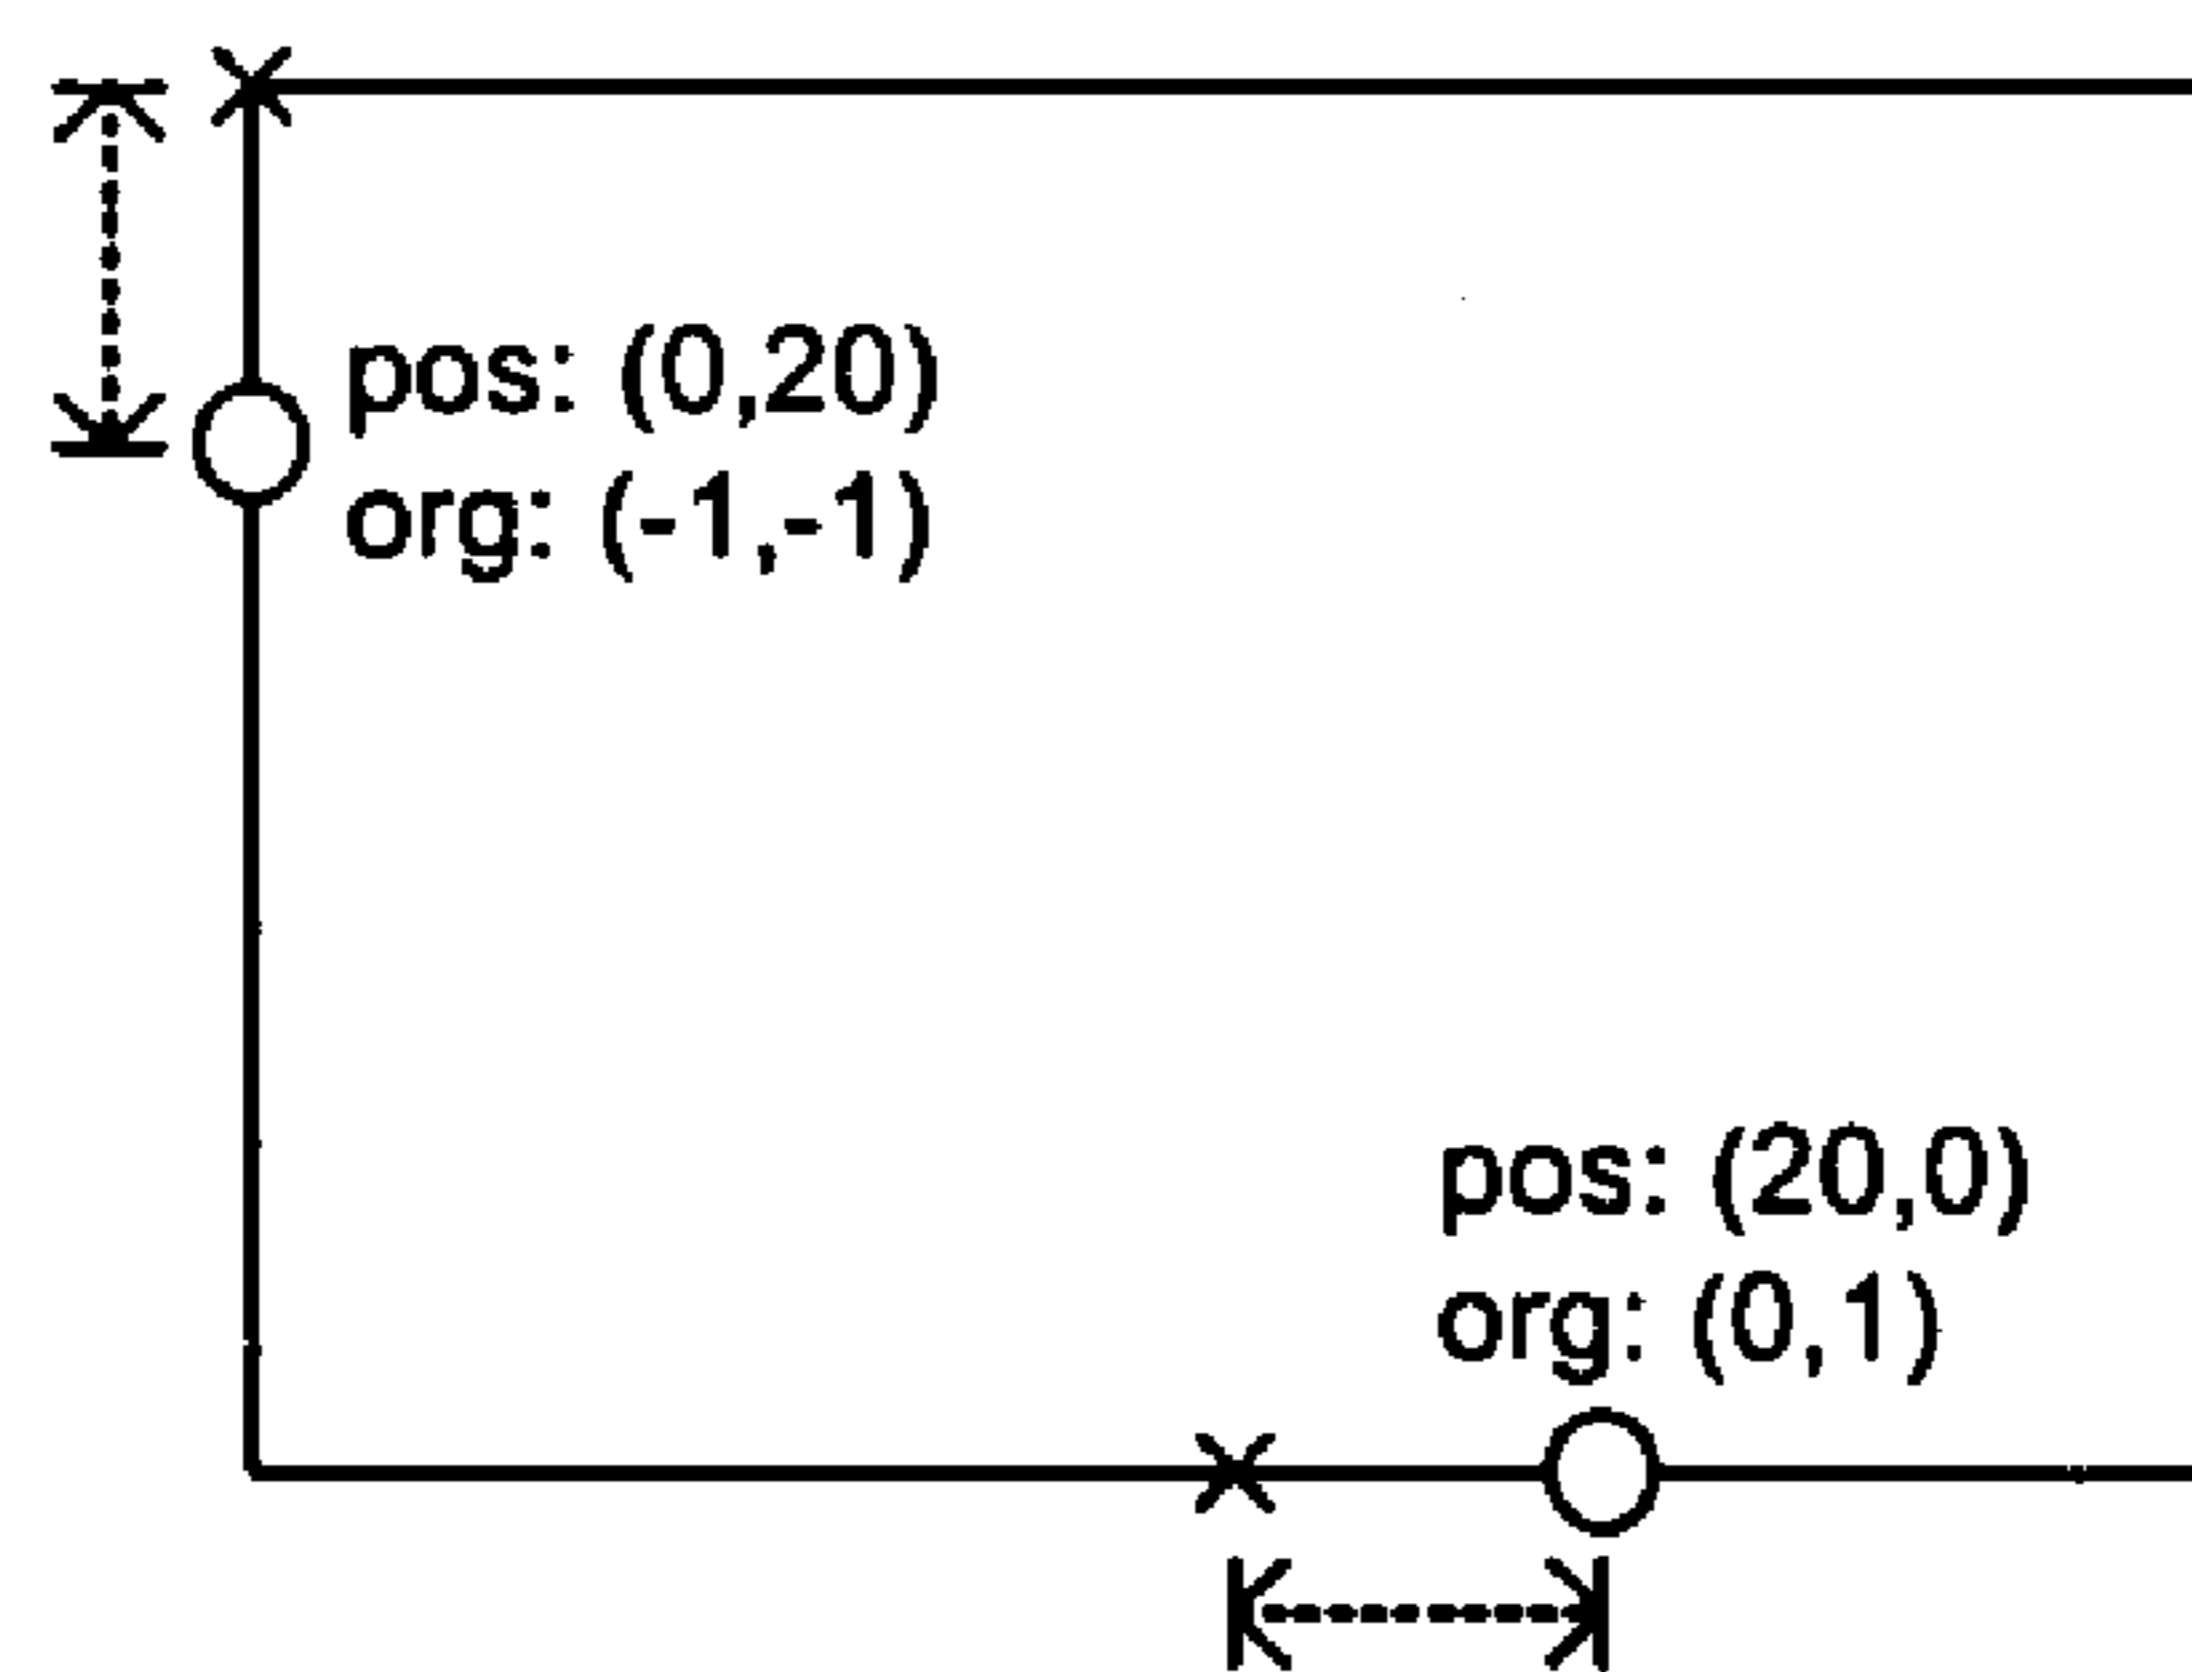 pos: (0,20)
org: (-1,-1)
pos: (20,0)
org: (0,1)